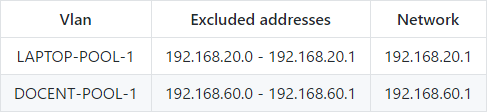 Vlan Excluded addresses Network
LAPTOP-POOL-1 192.168.20.0 - 192.168.20.1 192.168.20.1
DOCENT-POOL-1 192.168.60.0 - 192.168.60.1 192.168.60.1